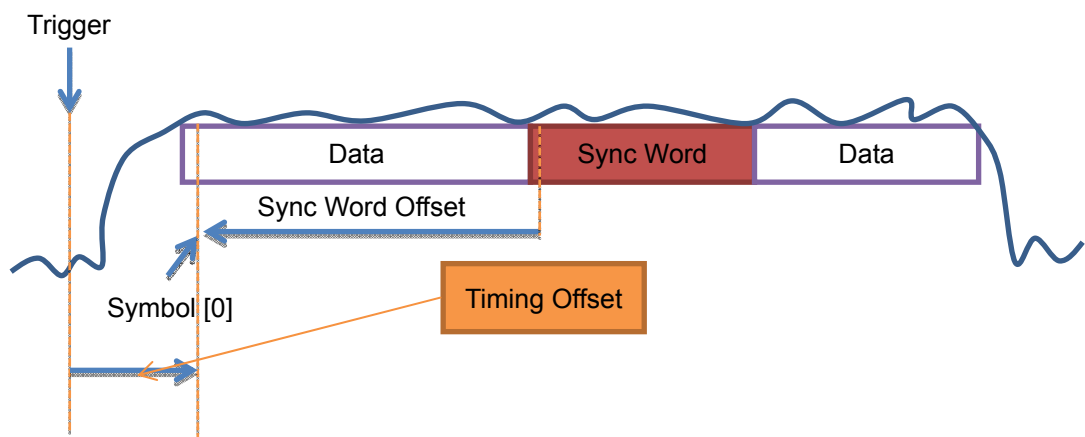 Trigger
Data
Sync Word
Data
Sync Word Offset
Symbol [0]
Timing Offset